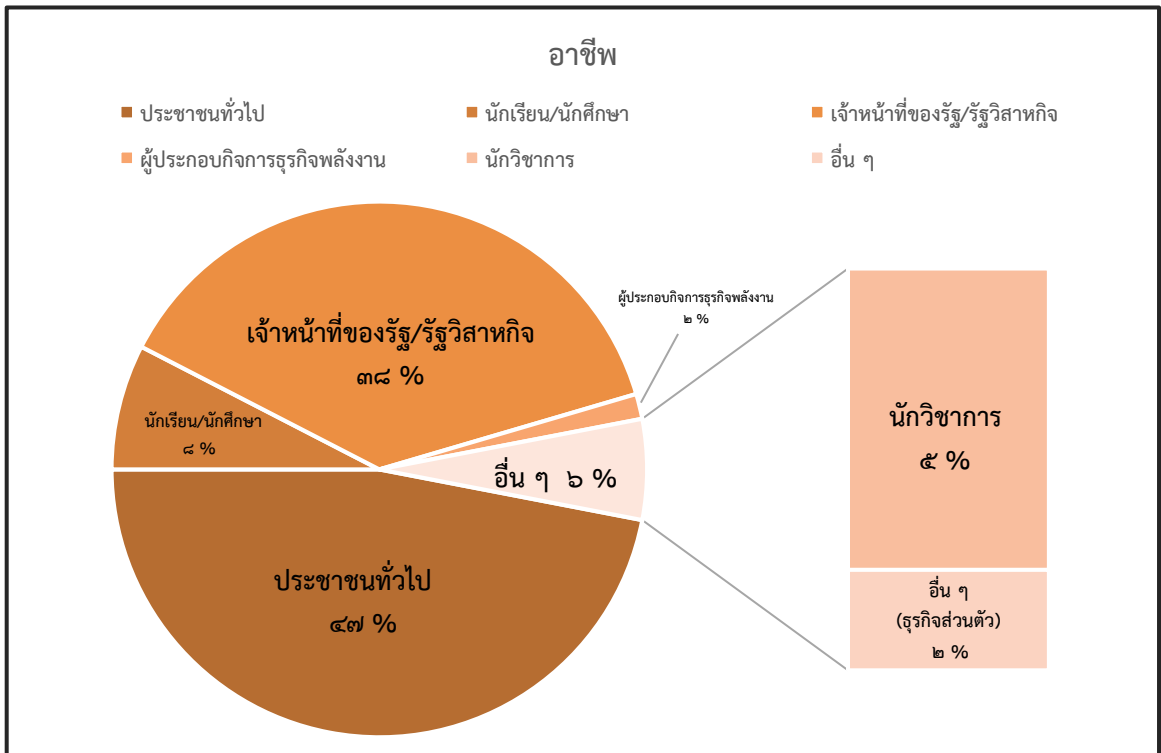 อาชีพ
ประชาชนทั่วไป
นักเรียน/นักศึกษา
เจ้าหน้าที่ของรัฐ/รัฐวิสาหกิจ
ผู้ประกอบกิจการธุรกิจพลังงาน
นักวิชาการ
อื่น ๆ
ผู้ประกอบกิจการธุรกิจพลังงาน
๒ %
เจ้าหน้าที่ของรัฐ/รัฐวิสาหกิจ
๓๘ %
นักเรียน/นักศึกษา
๘ %
อื่น ๆ ๖ %
นักวิชาการ
๕ %
ประชาชนทั่วไป
๔๗ %
อื่น ๆ
(ธุรกิจส่วนตัว)
๒ %